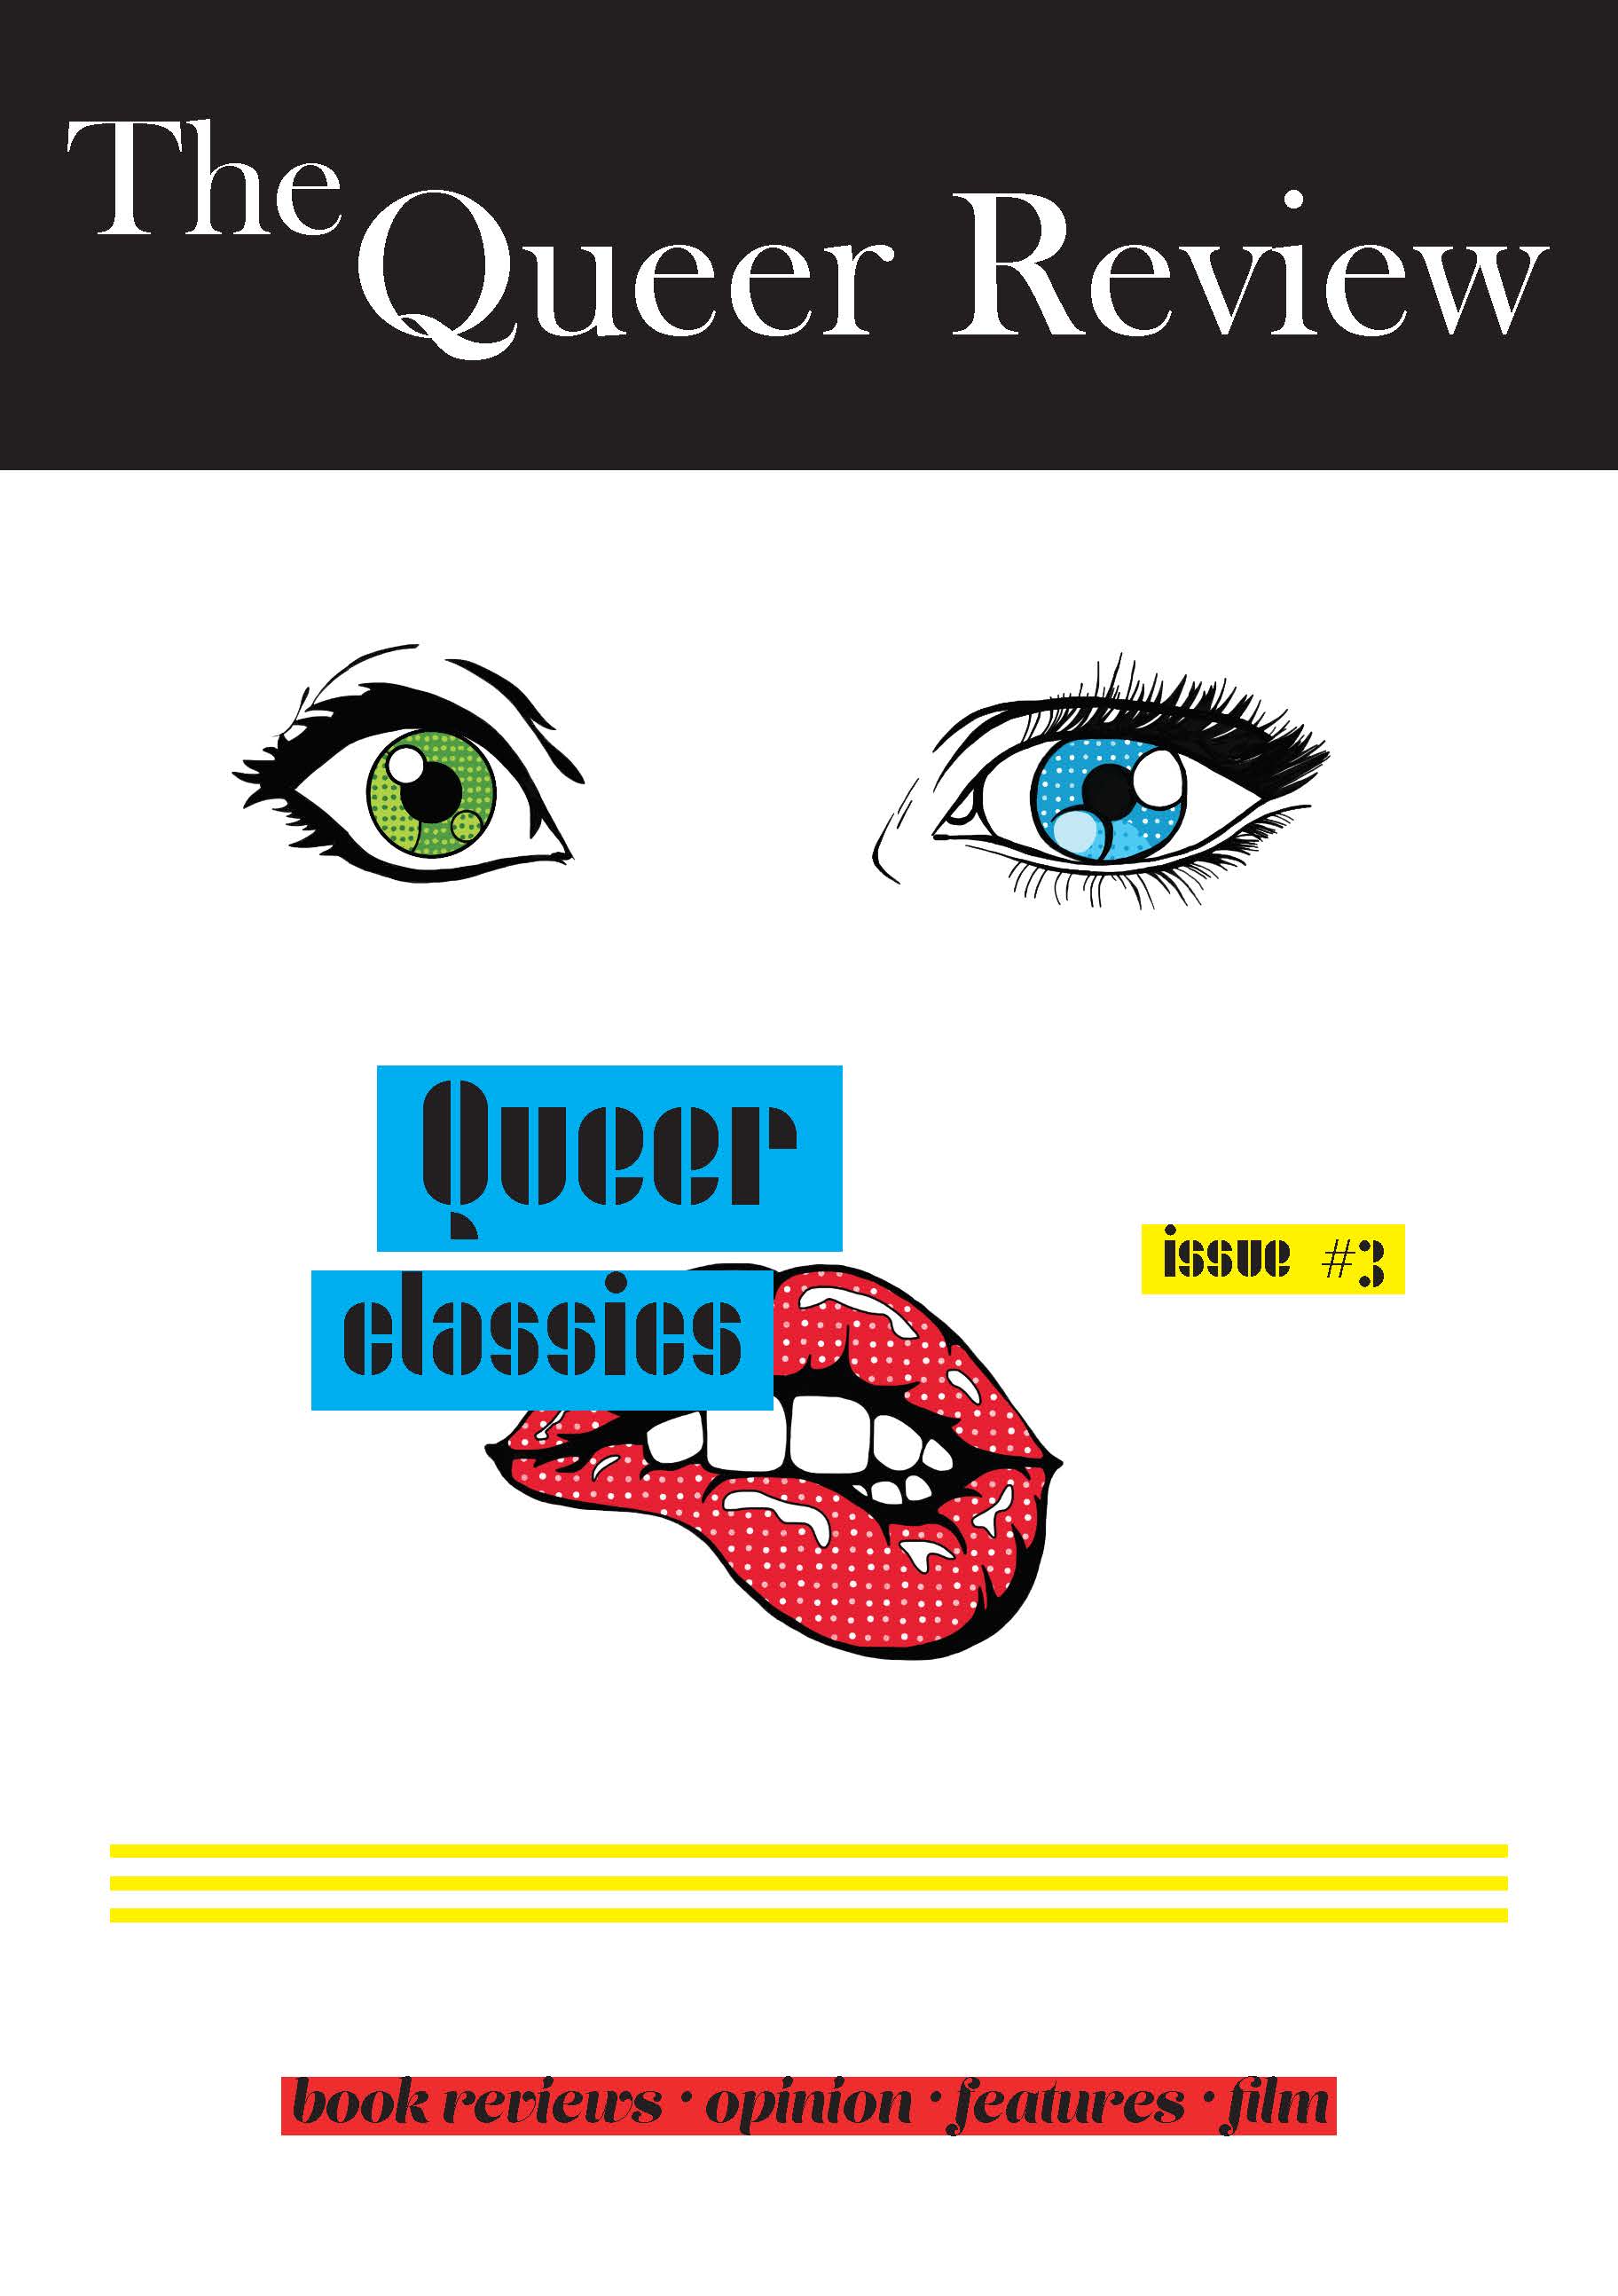 The Queer Review
Queer
classics
issue #3
book reviews • opinion • features • film